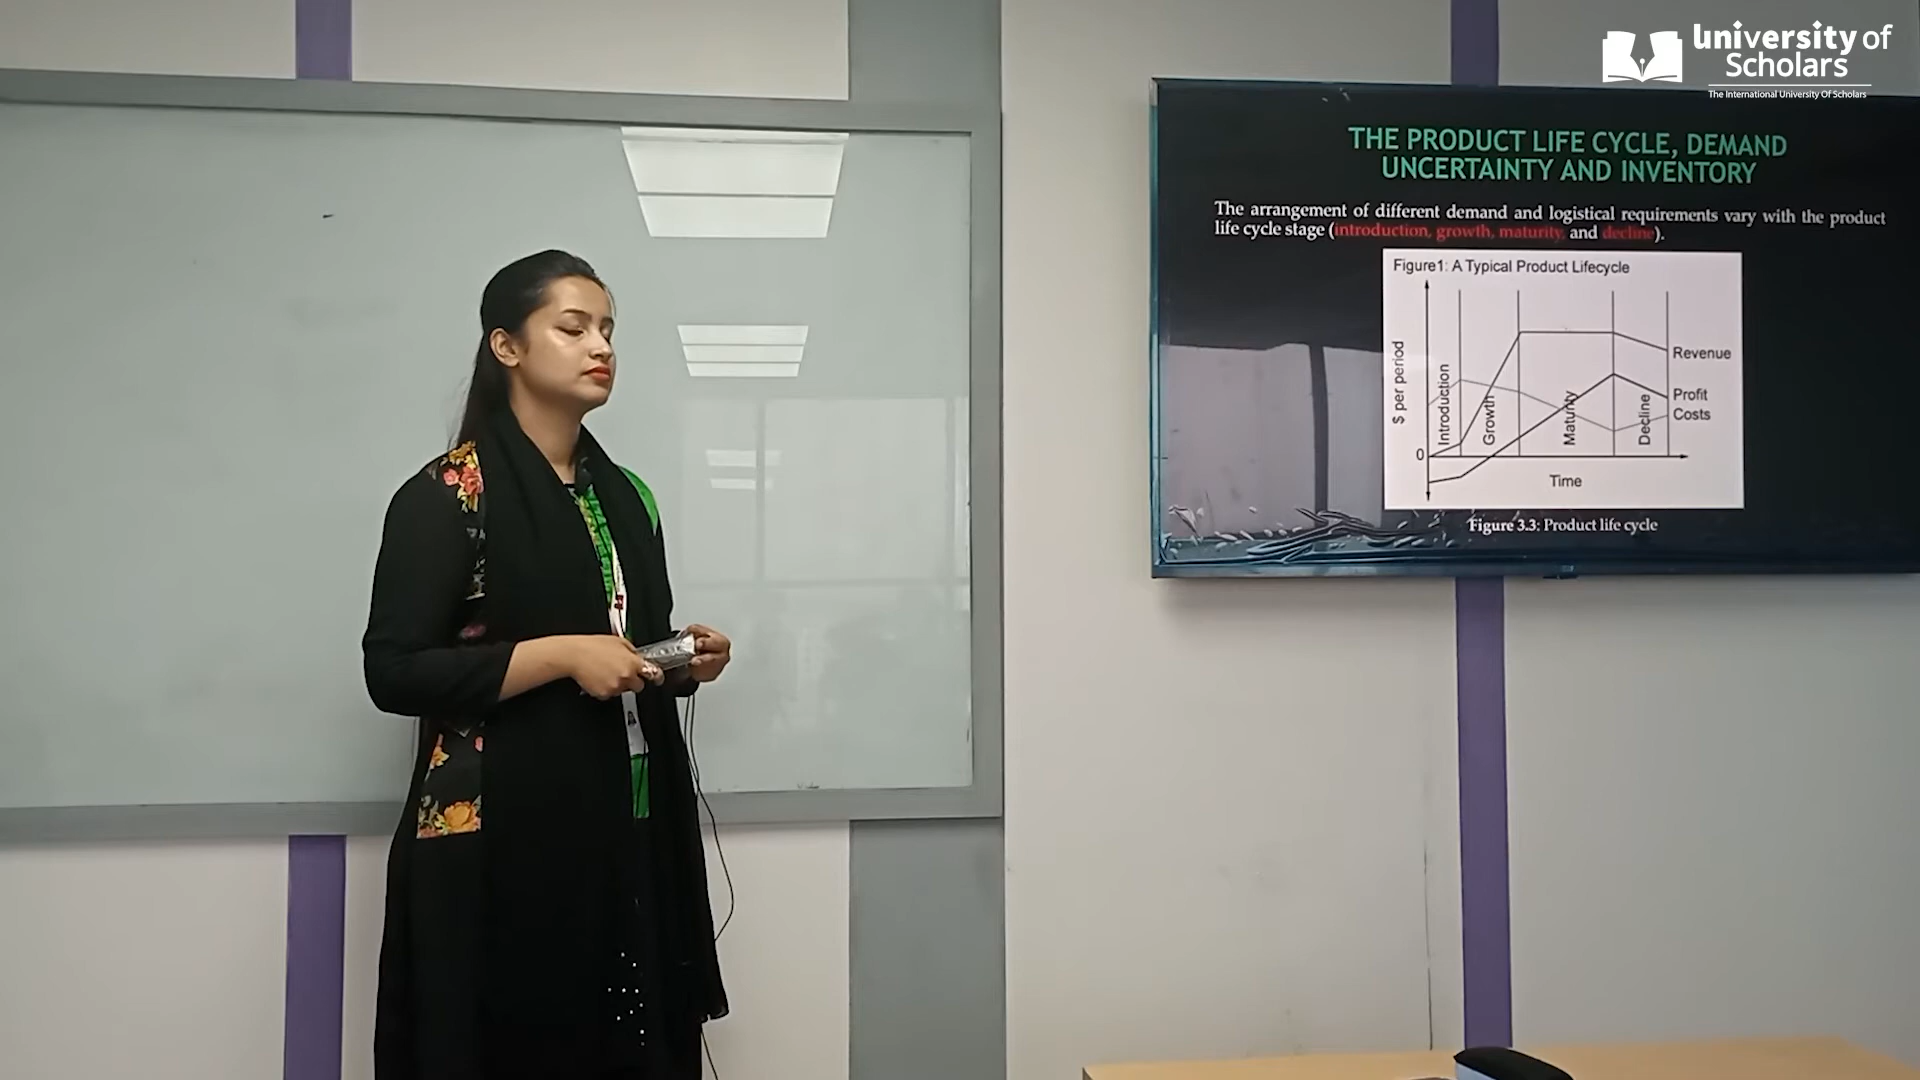 University of
Scholars
The International University Of Scholars
THE PRODUCT LIFE CYCLE, DEMAND
UNCERTAINTY AND INVENTORY
The arrangement of different demand and logistical requirements vary with the product
life cycle stage (introduction, growth, maturity, and decline).
Figure1: A Typical Product Lifecycle
$ per period
Introduction
Growth
Maturity
Decline
Revenue
Profit
Costs
0
Time
Figure 3.3: Product life cycle